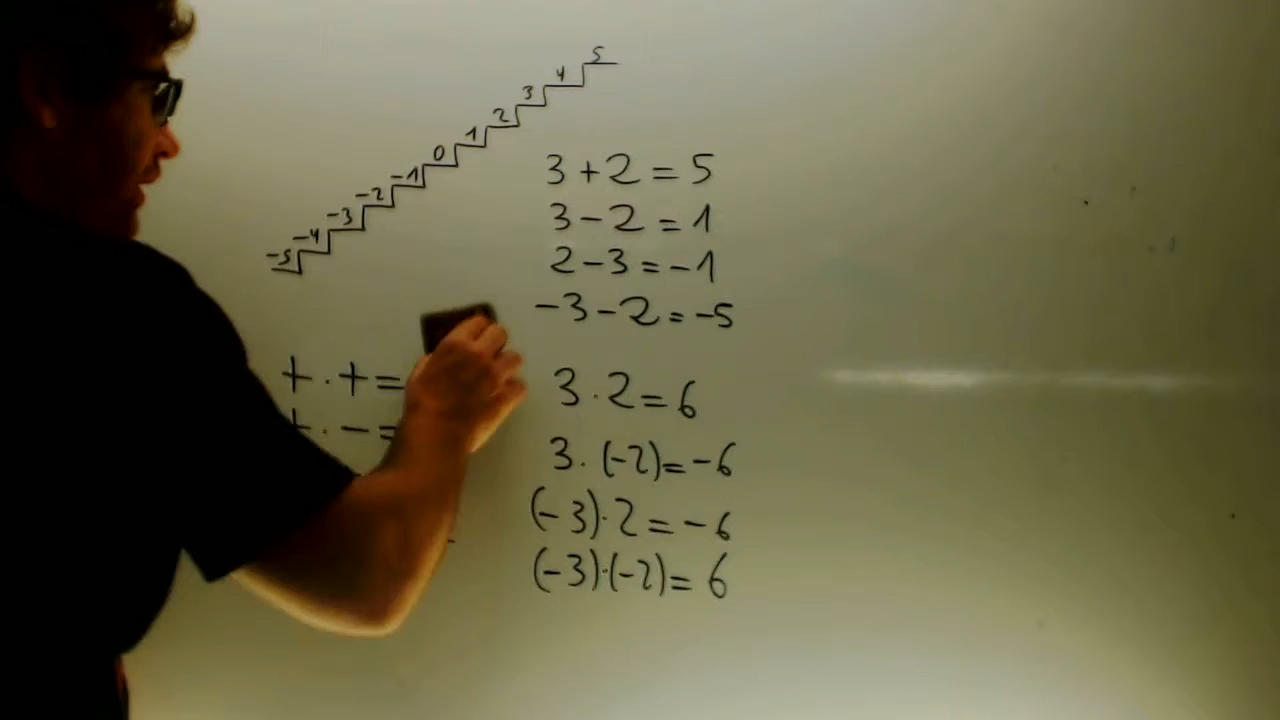 -5 -4 -3 -2 -1 0 1 2 3 4 5
3 + 2 = 5
3 - 2 = 1
2 - 3 = -1
-3 - 2 = -5
+ · + =
+ · - =
3 · 2 = 6
3 · (-2) = -6
(-3) · 2 = -6
(-3) · (-2) = 6